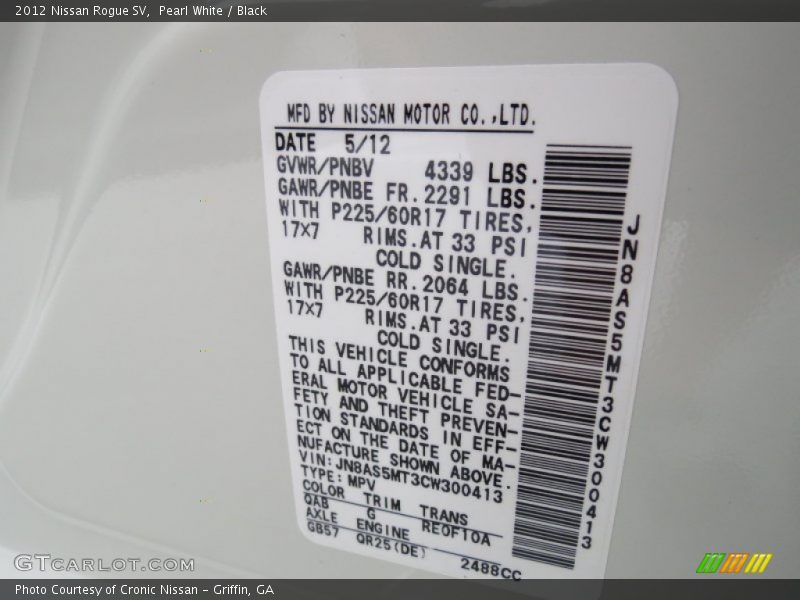 2012 Nissan Rogue SV, Pearl White / Black
MFD BY NISSAN MOTOR CO.,LTD.
DATE 5/12
GVWR/PNBV 4339 LBS.
GAWR/PNBE FR.2291 LBS.
WITH P225/60R17 TIRES,
17x7 RIMS.AT 33 PSI
COLD SINGLE.
GAWR/PNBE RR.2064 LBS.
WITH P225/60R17 TIRES,
17x7 RIMS.AT 33 PSI
COLD SINGLE.
THIS VEHICLE CONFORMS
TO ALL APPLICABLE FED-
ERAL MOTOR VEHICLE SA-
FETY AND THEFT PREVEN-
TION STANDARDS IN EFF-
ECT ON THE DATE OF MA-
NUFACTURE SHOWN ABOVE.
VIN:JN8AS5MT3CW300413
TYPE:MPV
COLOR TRIM TRANS
QAB G RE0F10A
AXLE ENGINE
GB57 QR25(DE) 2488CC
JN8AS5MT3CW300413
GTCARLOT.COM
Photo Courtesy of Cronic Nissan - Griffin, GA